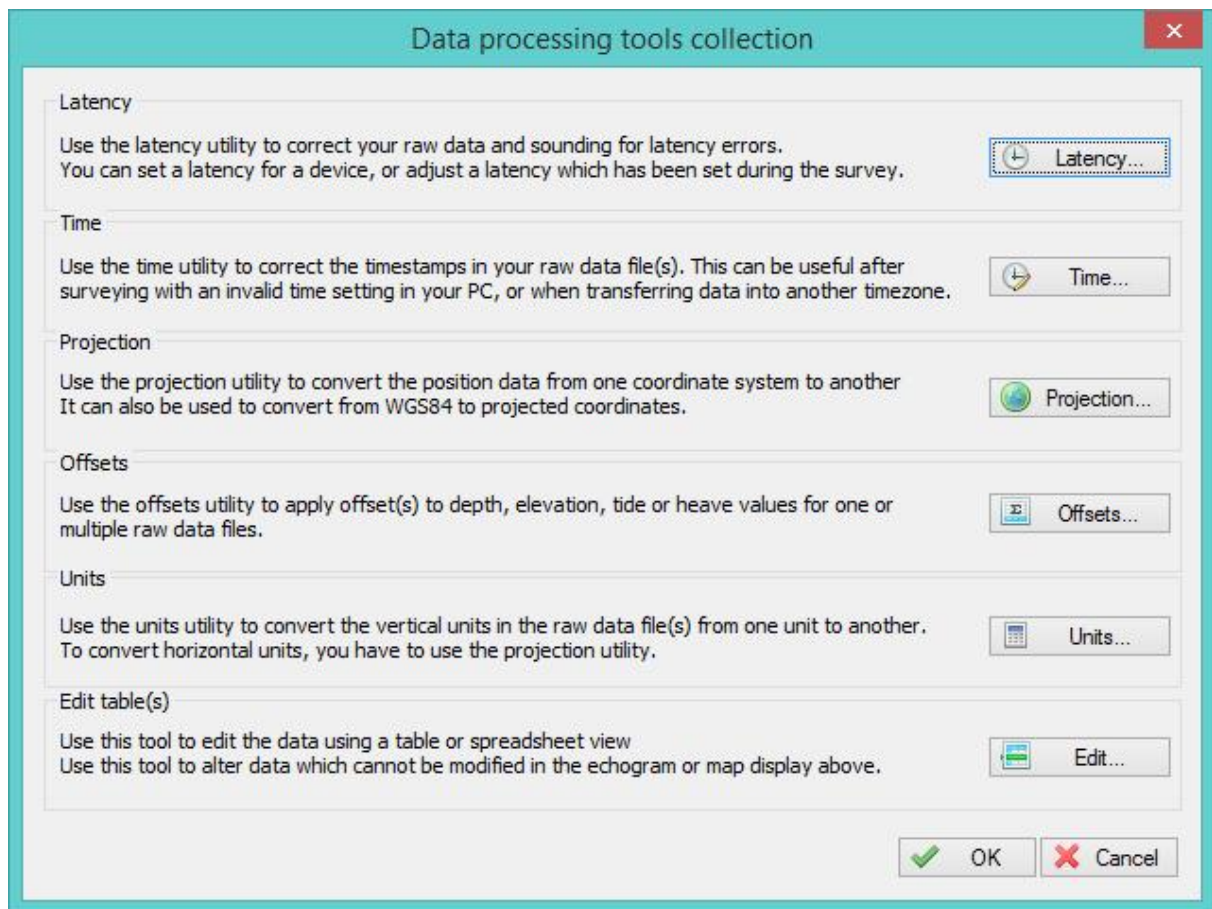 Data processing tools collection
Latency
Use the latency utility to correct your raw data and sounding for latency errors.
You can set a latency for a device, or adjust a latency which has been set during the survey.
Latency...
Time
Use the time utility to correct the timestamps in your raw data file(s). This can be useful after
surveying with an invalid time setting in your PC, or when transferring data into another timezone.
Time...
Projection
Use the projection utility to convert the position data from one coordinate system to another
It can also be used to convert from WGS84 to projected coordinates.
Projection...
Offsets
Use the offsets utility to apply offset(s) to depth, elevation, tide or heave values for one or
multiple raw data files.
Offsets...
Units
Use the units utility to convert the vertical units in the raw data file(s) from one unit to another.
To convert horizontal units, you have to use the projection utility.
Units...
Edit table(s)
Use this tool to edit the data using a table or spreadsheet view
Use this tool to alter data which cannot be modified in the echogram or map display above.
Edit...
OK
Cancel